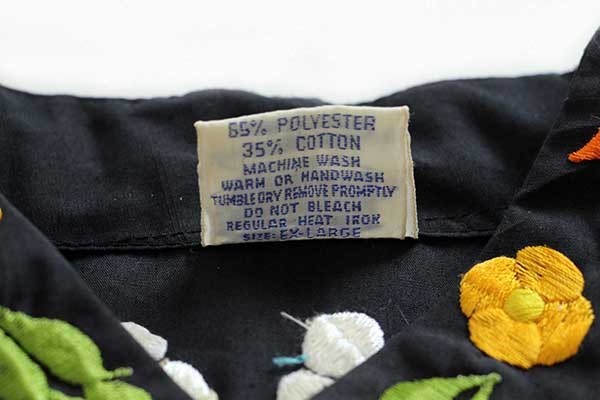 65% POLYESTER
35% COTTON
MACHINE WASH
WARM OR HANDWASH
TUMBLE DRY REMOVE PROMPTLY
DO NOT BLEACH
REGULAR HEAT IRON
SIZE: EX-LARGE